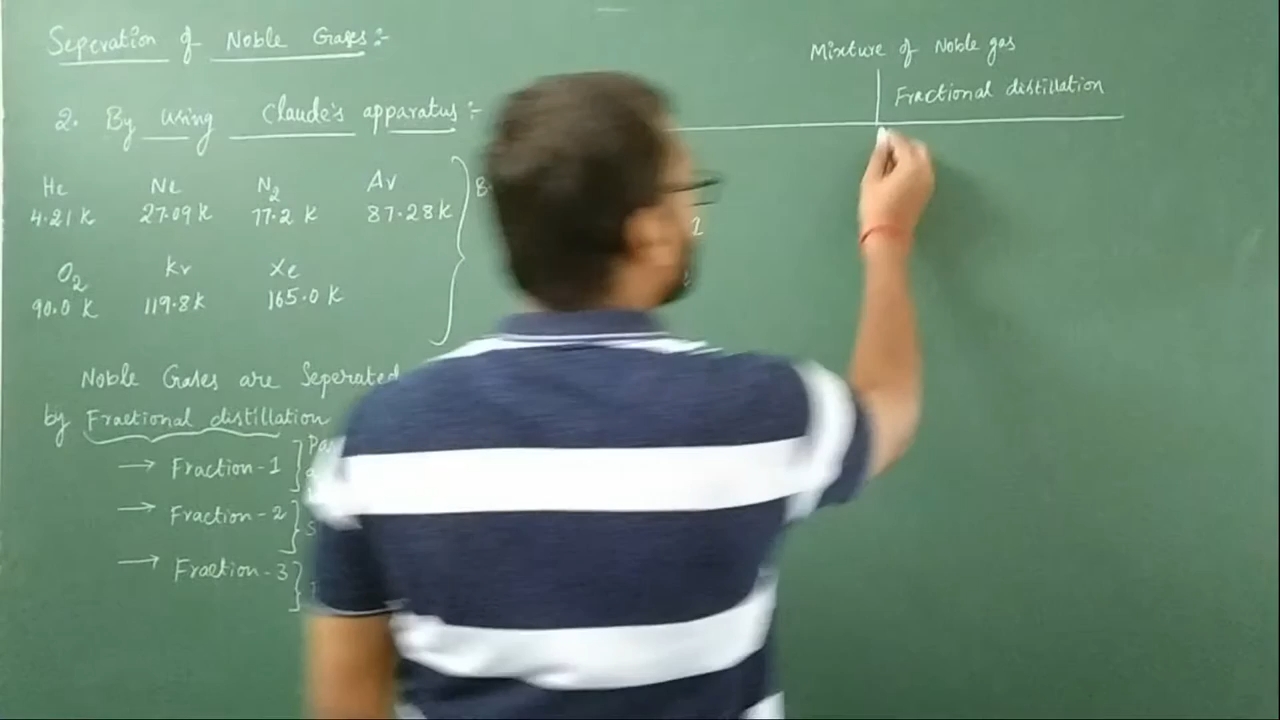 Seperation of Noble Gases :-
2. By using Claude's apparatus :-
He Ne N2 Ar
4.21 K 27.09 K 77.2 K 87.28 K
O2 Kr Xe
90.0 K 119.8 K 165.0 K
Noble Gases are Seperated
by Fractional distillation
→ Fraction - 1
→ Fraction - 2
→ Fraction - 3
Mixture of Noble gas
Fractional distillation